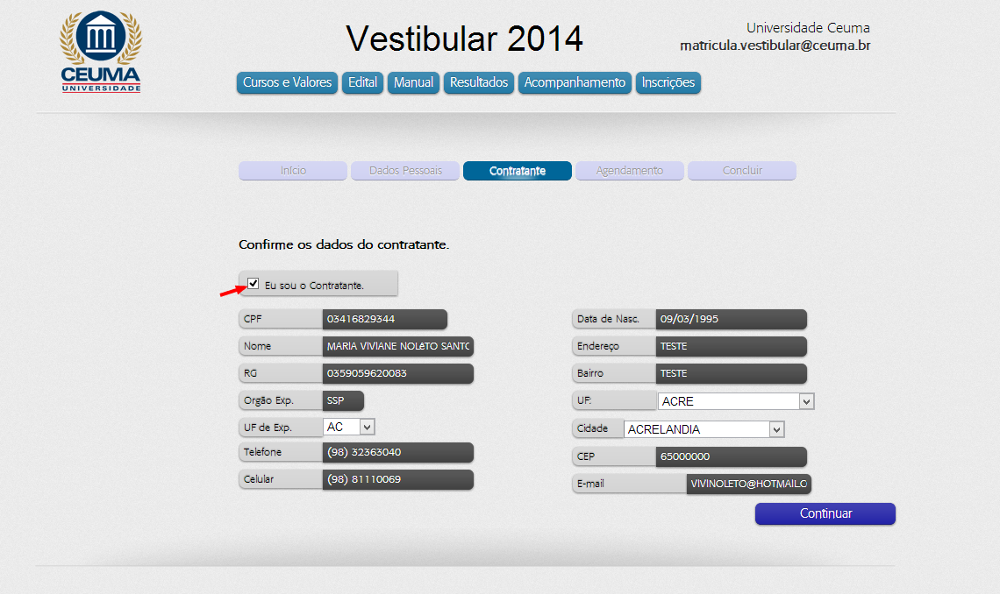 CEUMA
UNIVERSIDADE
Vestibular 2014
Universidade Ceuma
matricula.vestibular@ceuma.br
Cursos e Valores Edital Manual Resultados Acompanhamento Inscrições
Início Dados Pessoais Contratante Agendamento Concluir
Confirme os dados do contratante.
Eu sou o Contratante.
CPF 03416829344 Data de Nasc. 09/03/1995
Nome MARIA VIVIANE NOLéTO SANTO Endereço TESTE
RG 0359059620083 Bairro TESTE
Orgão Exp. SSP UF: ACRE
UF de Exp. AC Cidade ACRELANDIA
Telefone (98) 32363040 CEP 65000000
Celular (98) 81110069 E-mail VIVINOLETO@HOTMAIL.C
Continuar